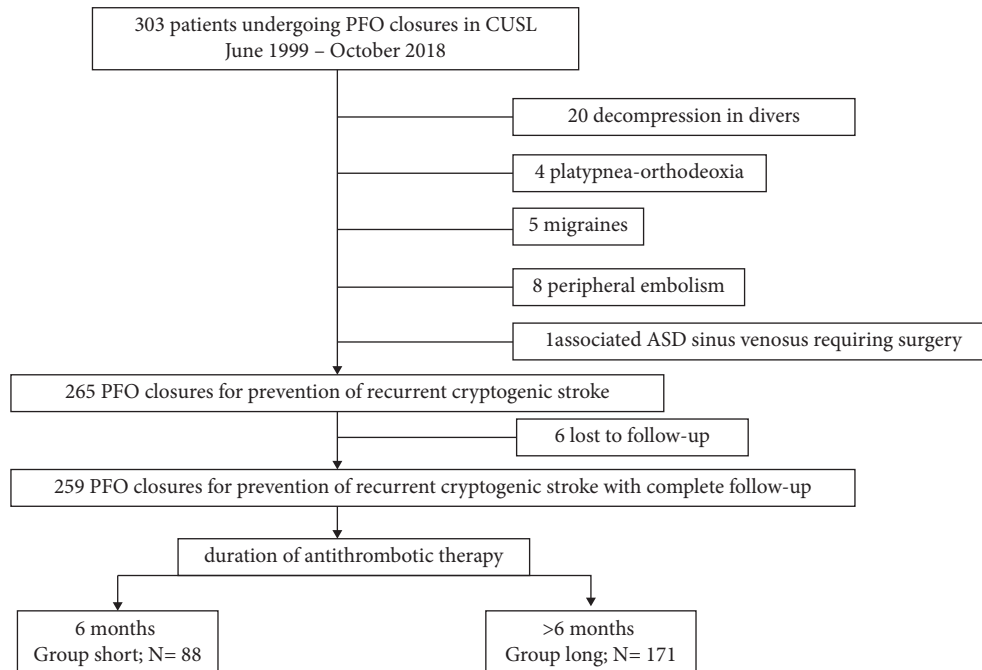 303 patients undergoing PFO closures in CUSL
June 1999 – October 2018
20 decompression in divers
4 platypnea-orthodeoxia
5 migraines
8 peripheral embolism
1associated ASD sinus venosus requiring surgery
265 PFO closures for prevention of recurrent cryptogenic stroke
6 lost to follow-up
259 PFO closures for prevention of recurrent cryptogenic stroke with complete follow-up
duration of antithrombotic therapy
6 months
Group short; N= 88
>6 months
Group long; N= 171